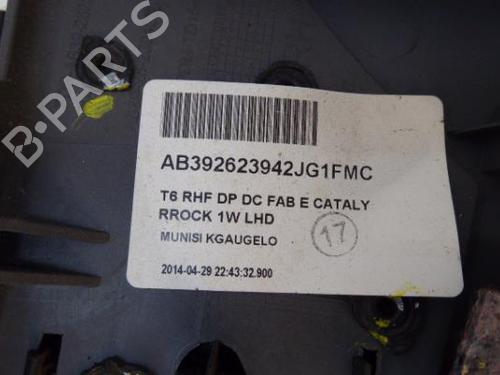 B-PARTS
AB392623942JG1FMC
T6 RHF DP DC FAB E CATALY
RROCK 1W LHD
17
MUNISI KGAUGELO
2014-04-29 22:43:32.900